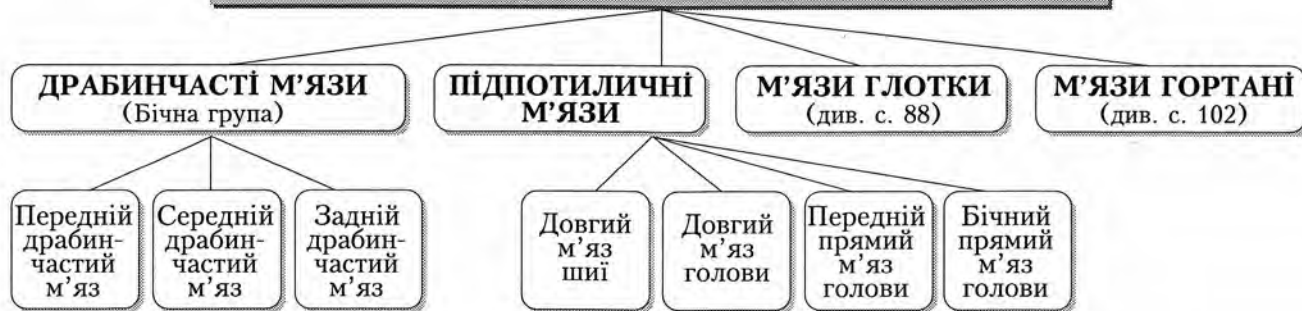 ДРАБИНЧАСТІ М’ЯЗИ
(Бічна група)
ПІДПОТИЛИЧНІ
М’ЯЗИ
М’ЯЗИ ГЛОТКИ
(див. с. 88)
М’ЯЗИ ГОРТАНІ
(див. с. 102)
Передній
драбин-
частий
м’яз
Середній
драбин-
частий
м’яз
Задній
драбин-
частий
м’яз
Довгий
м’яз
шиї
Довгий
м’яз
голови
Передній
прямий
м’яз
голови
Бічний
прямий
м’яз
голови